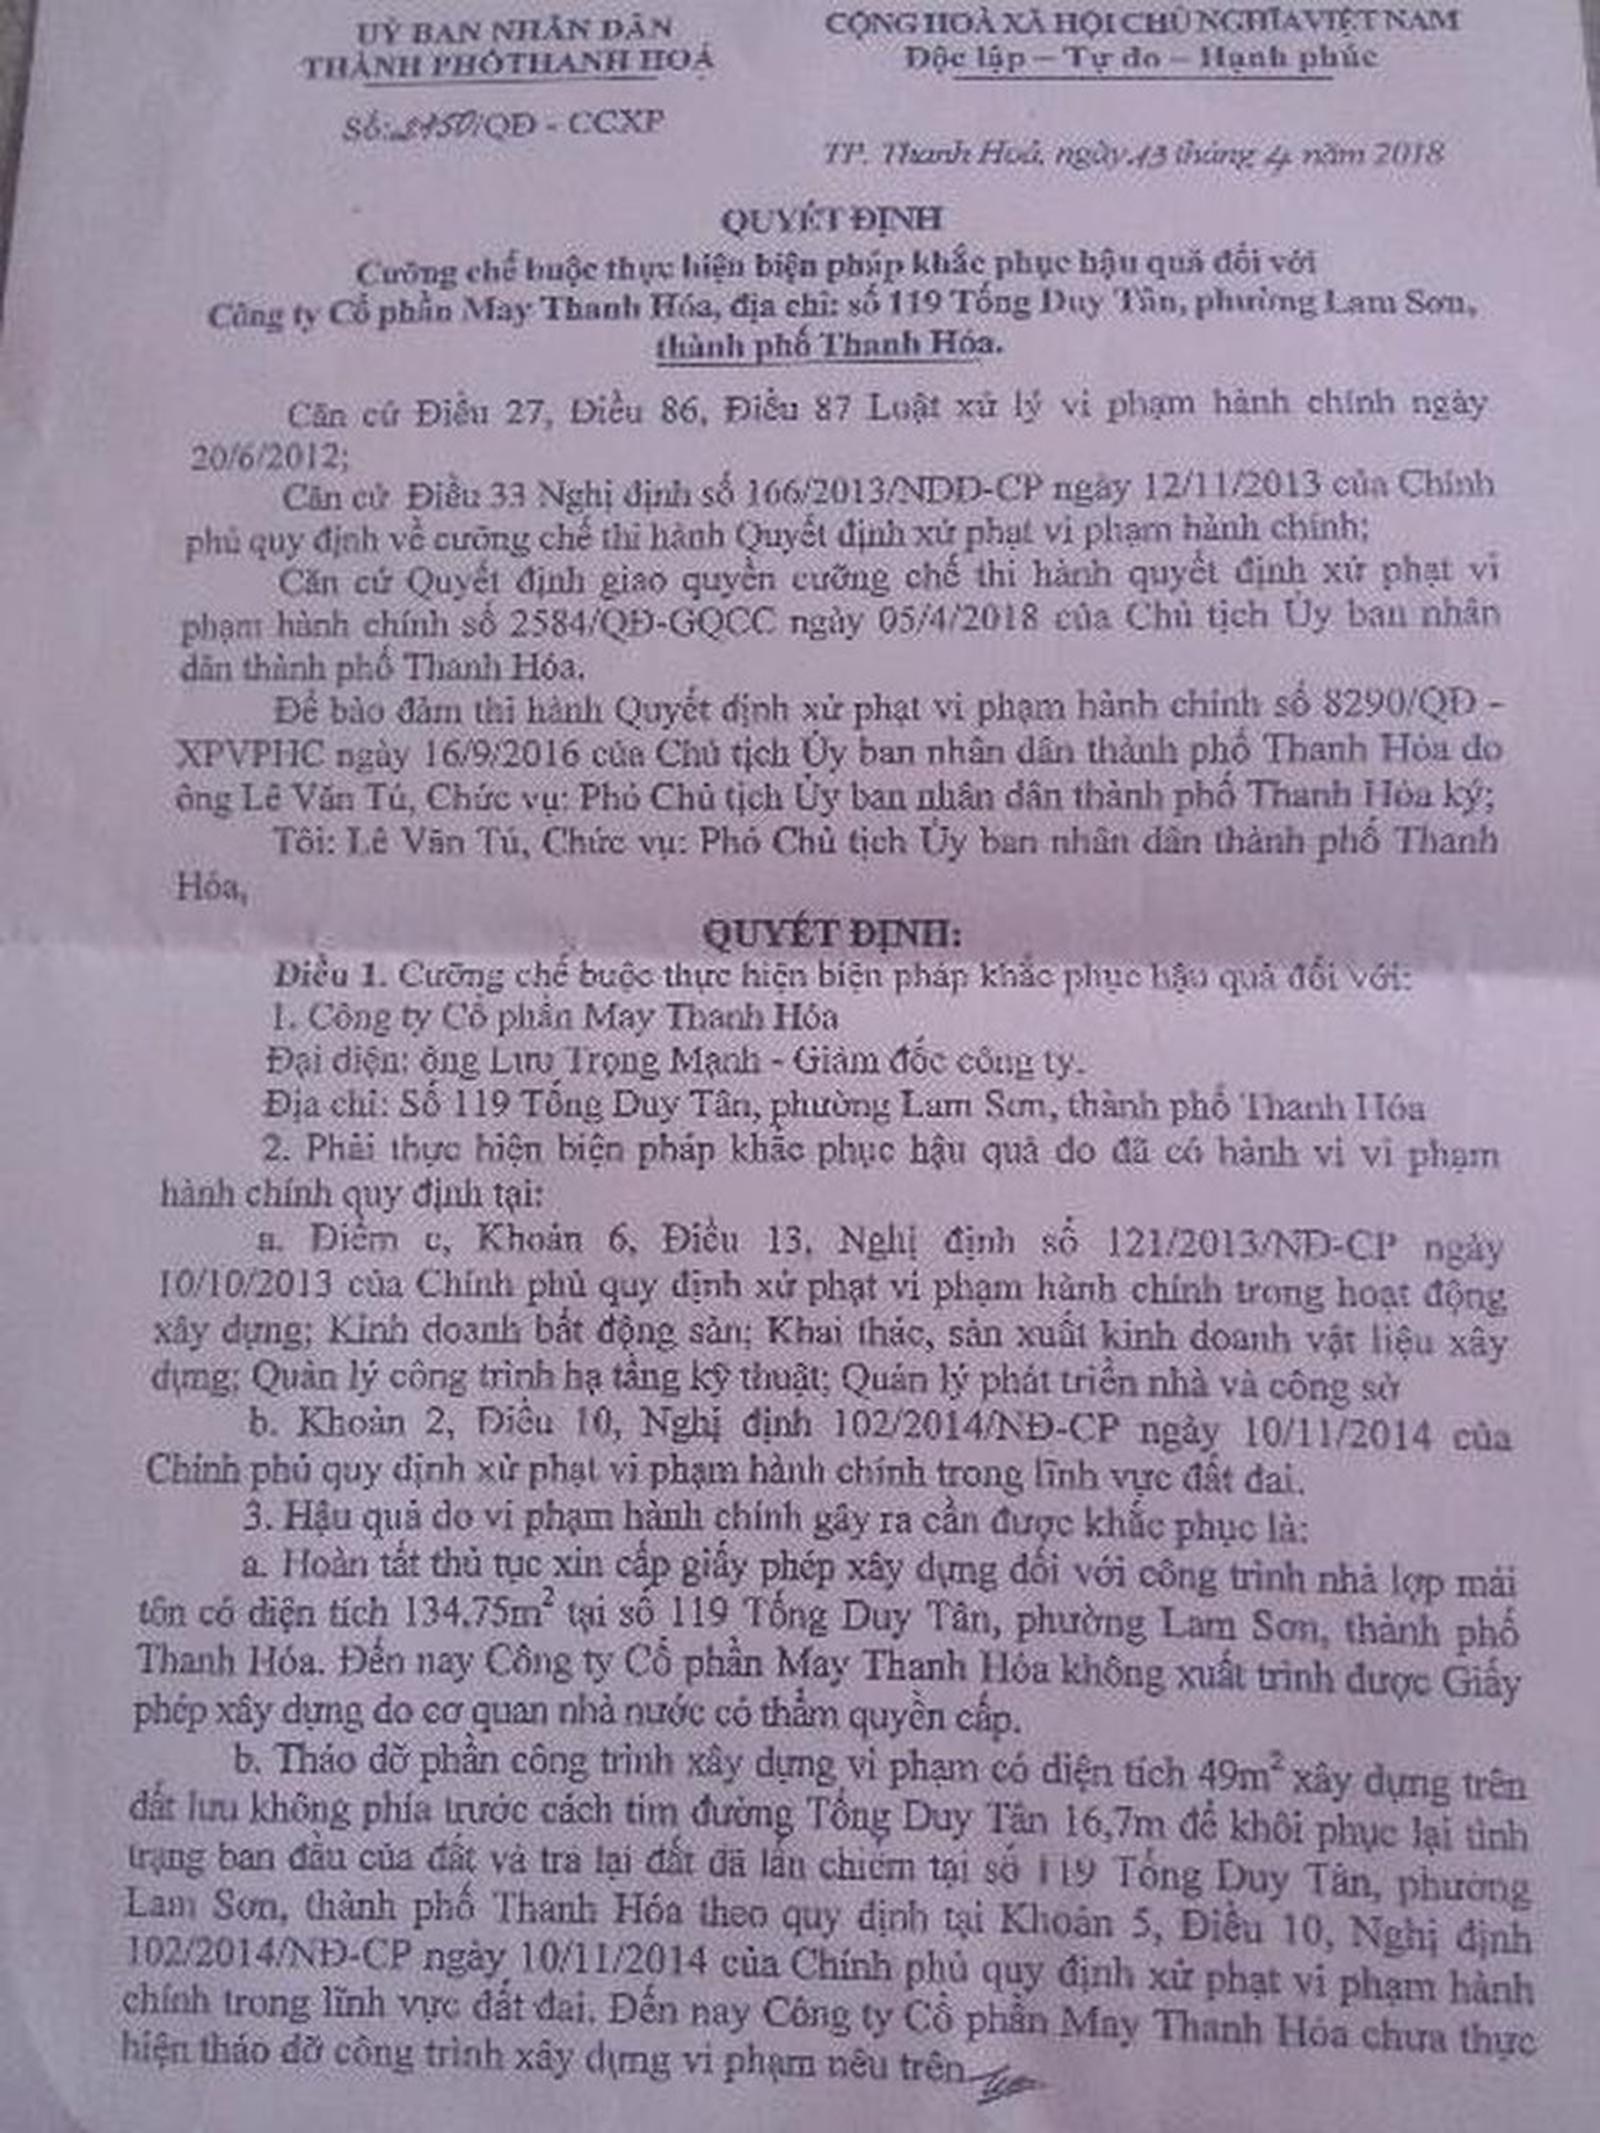 UỶ BAN NHÂN DÂN
THÀNH PHỐ THANH HOÁ
CỘNG HOÀ XÃ HỘI CHỦ NGHĨA VIỆT NAM
Độc lập – Tự do – Hạnh phúc
Số: /QĐ - CCXP
TP. Thanh Hoá, ngày 13 tháng 4 năm 2018
QUYẾT ĐỊNH
Cưỡng chế buộc thực hiện biện pháp khắc phục hậu quả đối với
Công ty Cổ phần May Thanh Hóa, địa chỉ: số 119 Tống Duy Tân, phường Lam Sơn,
thành phố Thanh Hóa.
Căn cứ Điều 27, Điều 86, Điều 87 Luật xử lý vi phạm hành chính ngày
20/6/2012;
Căn cứ Điều 33 Nghị định số 166/2013/NDD-CP ngày 12/11/2013 của Chính
phủ quy định về cưỡng chế thi hành Quyết định xử phạt vi phạm hành chính;
Căn cứ Quyết định giao quyền cưỡng chế thi hành quyết định xử phạt vi
phạm hành chính số 2584/QĐ-GQCC ngày 05/4/2018 của Chủ tịch Ủy ban nhân
dân thành phố Thanh Hóa.
Để bảo đảm thi hành Quyết định xử phạt vi phạm hành chính số 8290/QĐ -
XPVPHC ngày 16/9/2016 của Chủ tịch Ủy ban nhân dân thành phố Thanh Hóa do
ông Lê Văn Tú, Chức vụ: Phó Chủ tịch Ủy ban nhân dân thành phố Thanh Hóa ký;
Tôi: Lê Văn Tú, Chức vụ: Phó Chủ tịch Ủy ban nhân dân thành phố Thanh
Hóa,
QUYẾT ĐỊNH:
Điều 1. Cưỡng chế buộc thực hiện biện pháp khắc phục hậu quả đối với:
1. Công ty Cổ phần May Thanh Hóa
Đại diện: ông Lưu Trọng Mạnh - Giám đốc công ty.
Địa chỉ: Số 119 Tống Duy Tân, phường Lam Sơn, thành phố Thanh Hóa
2. Phải thực hiện biện pháp khắc phục hậu quả do đã có hành vi vi phạm
hành chính quy định tại:
a. Điểm c, Khoản 6, Điều 13, Nghị định số 121/2013/NĐ-CP ngày
10/10/2013 của Chính phủ quy định xử phạt vi phạm hành chính trong hoạt động
xây dựng; Kinh doanh bất động sản; Khai thác, sản xuất kinh doanh vật liệu xây
dựng; Quản lý công trình hạ tầng kỹ thuật; Quản lý phát triển nhà và công sở
b. Khoản 2, Điều 10, Nghị định 102/2014/NĐ-CP ngày 10/11/2014 của
Chính phủ quy định xử phạt vi phạm hành chính trong lĩnh vực đất đai.
3. Hậu quả do vi phạm hành chính gây ra cần được khắc phục là:
a. Hoàn tất thủ tục xin cấp giấy phép xây dựng đối với công trình nhà lợp mái
tôn có diện tích 134,75m² tại số 119 Tống Duy Tân, phường Lam Sơn, thành phố
Thanh Hóa. Đến nay Công ty Cổ phần May Thanh Hóa không xuất trình được Giấy
phép xây dựng do cơ quan nhà nước có thẩm quyền cấp.
b. Tháo dỡ phần công trình xây dựng vi phạm có diện tích 49m² xây dựng trên
đất lưu không phía trước cách tim đường Tống Duy Tân 16,7m để khôi phục lại tình
trạng ban đầu của đất và trả lại đất đã lấn chiếm tại số 119 Tống Duy Tân, phường
Lam Sơn, thành phố Thanh Hóa theo quy định tại Khoản 5, Điều 10, Nghị định
102/2014/NĐ-CP ngày 10/11/2014 của Chính phủ quy định xử phạt vi phạm hành
chính trong lĩnh vực đất đai. Đến nay Công ty Cổ phần May Thanh Hóa chưa thực
hiện tháo dỡ công trình xây dựng vi phạm nêu trên